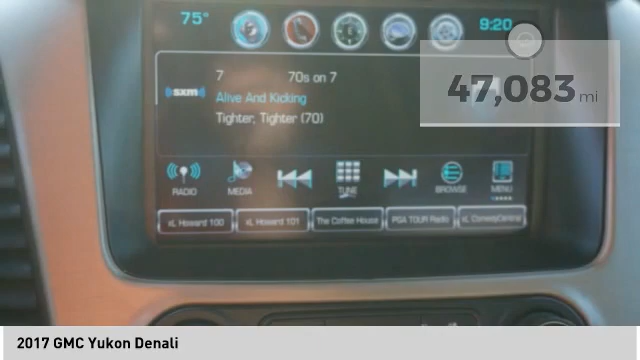 75° 9:20
47,083 mi
7 70s on 7
sxm
Alive And Kicking
Tighter, Tighter (70)
RADIO MEDIA TUNE BROWSE MENU
xL Howard 100 xL Howard 101 The Coffee House PGA TOUR Radio xL ComedyCentral
2017 GMC Yukon Denali